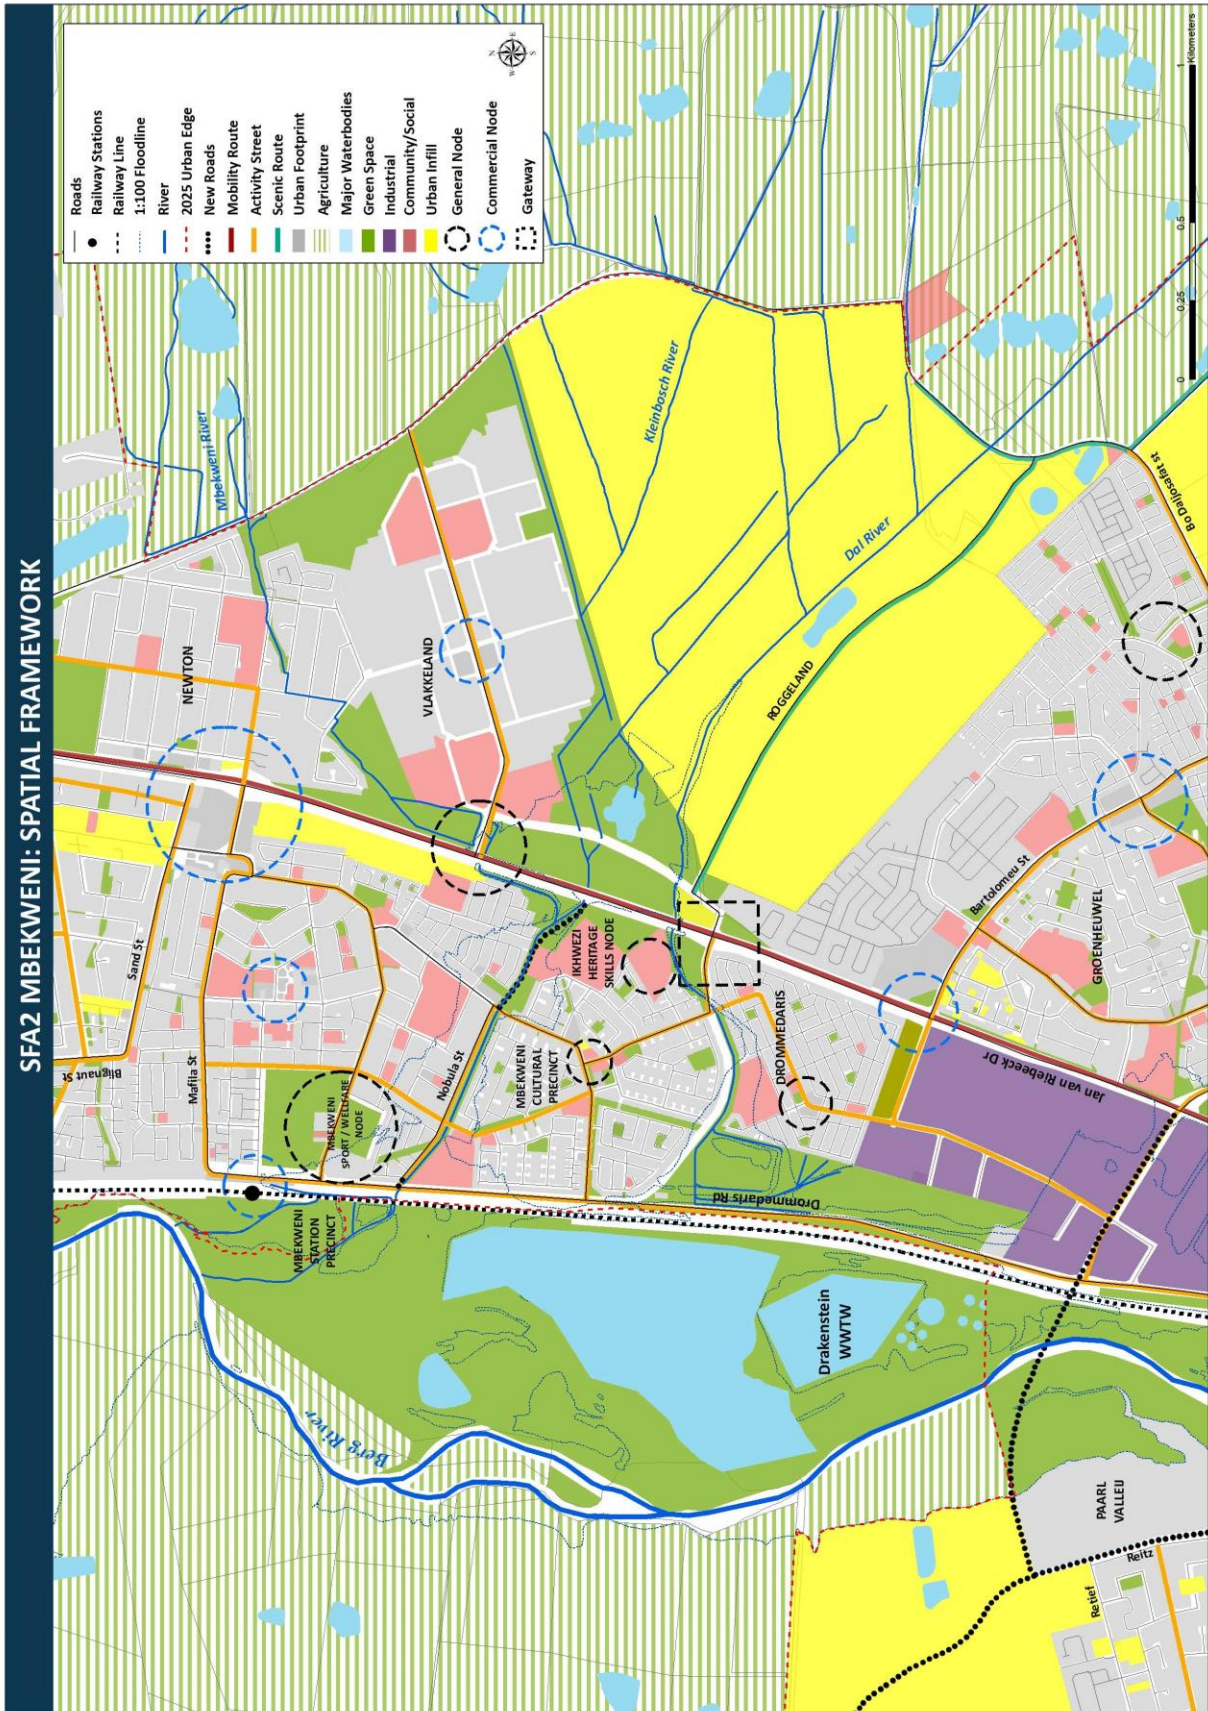 SFA2 MBEKWENI: SPATIAL FRAMEWORK
Roads
Railway Stations
Railway Line
1:100 Floodline
River
2025 Urban Edge
New Roads
Mobility Route
Activity Street
Scenic Route
Urban Footprint
Agriculture
Major Waterbodies
Green Space
Industrial
Community/Social
Urban Infill
General Node
Commercial Node
Gateway
N
E
S
W
Mbekweni River
NEWTON
VLAKKELAND
Kleinbosch River
Dal River
ROGGELAND
Bo Daljosafat st
Sand St
Blignaut St
Mafila St
Nobula St
IKHWEZI
HERITAGE
SKILLS NODE
MBEKWENI
CULTURAL
PRECINCT
MBEKWENI
SPORT / WELLFARE
NODE
MBEKWENI
STATION
PRECINCT
DROMMEDARIS
Drommedaris Rd
Bartolomeu St
GROENHEUWEL
Jan van Riebeeck Dr
Berg River
Drakenstein
WWTW
PAARL
VALLEIJ
Retief
Reitz
0
0.25
0.5
1
Kilometers